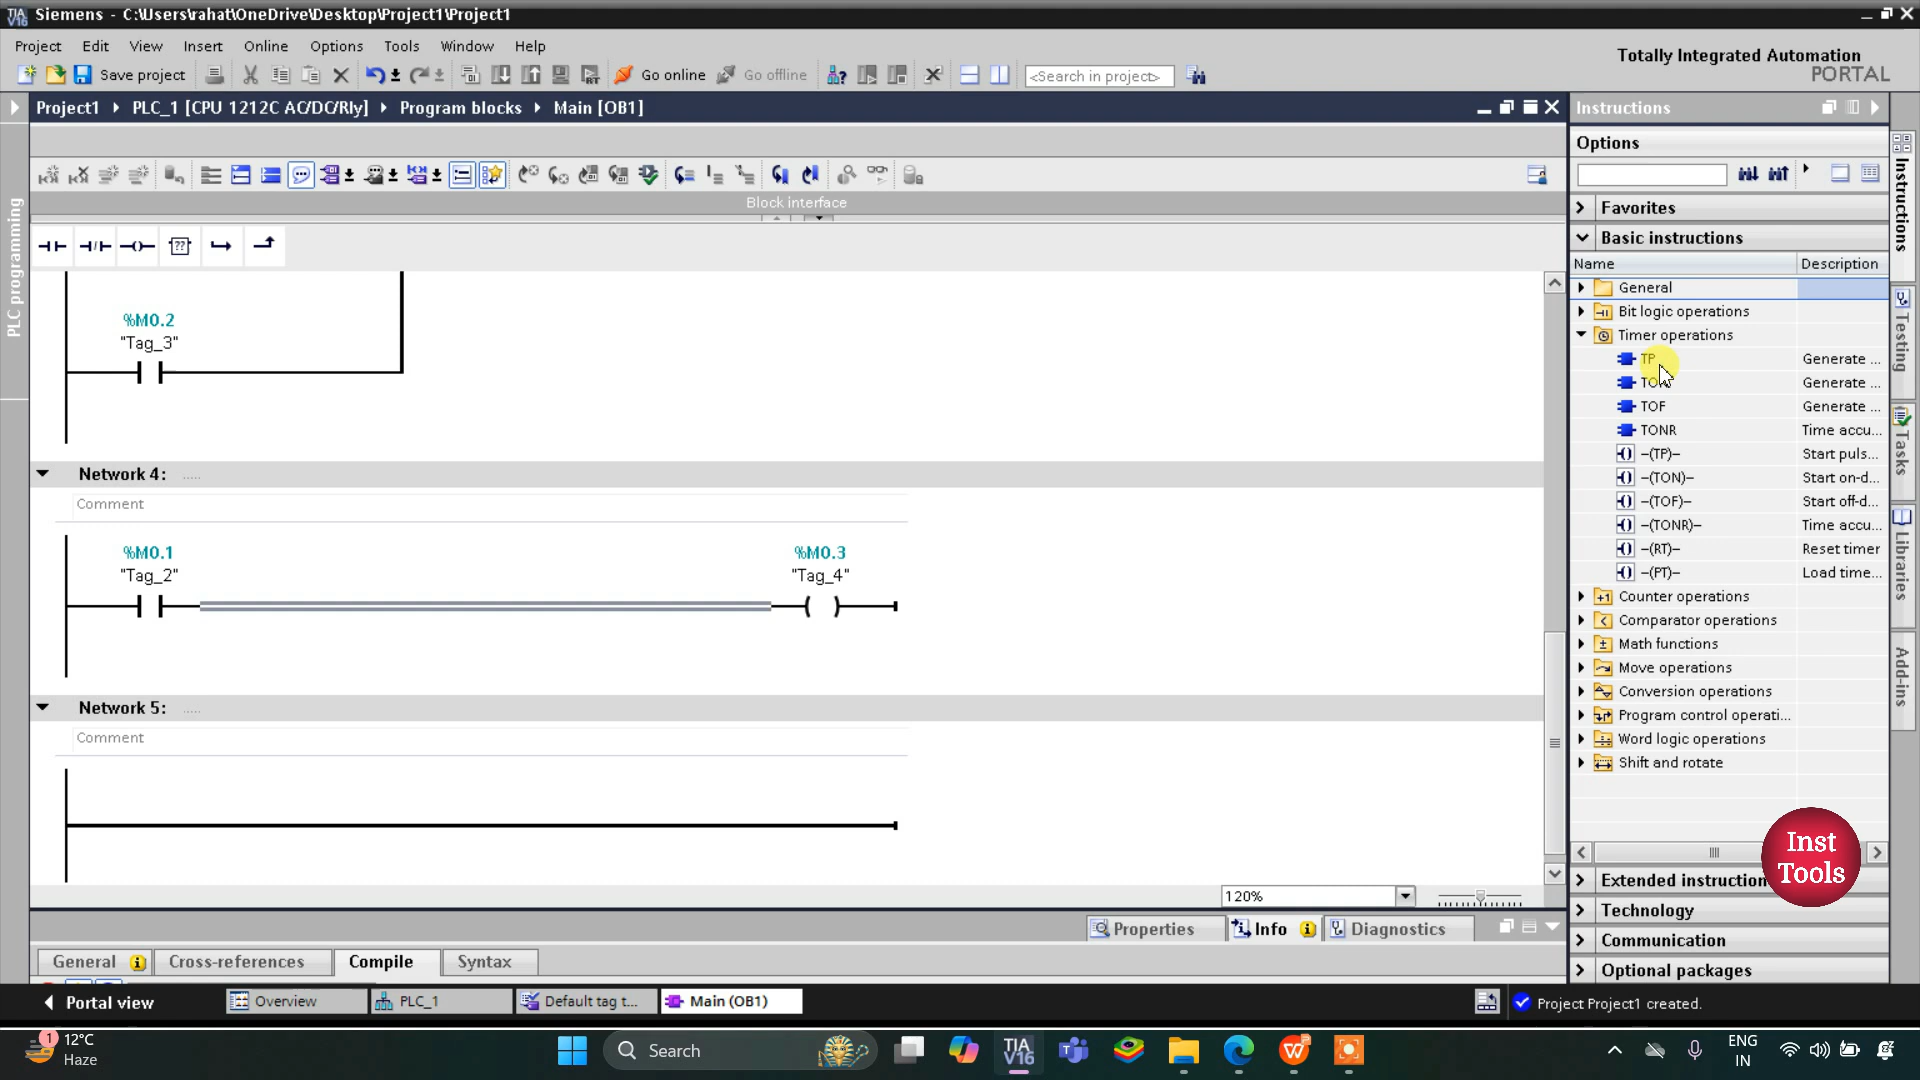 Siemens - C:\Users\rahat\OneDrive\Desktop\Project1\Project1
Project Edit View Insert Online Options Tools Window Help
Totally Integrated Automation
PORTAL
Save project
Go online
Go offline
<Search in project>
Project1 PLC_1 [CPU 1212C AC/DC/Rly] Program blocks Main [OB1]
Instructions
Options
PLC programming
Block interface
Favorites
Basic instructions
Name Description
General
Bit logic operations
Timer operations
TP Generate ...
TON Generate ...
TOF Generate ...
TONR Time accu...
–(TP)– Start puls...
–(TON)– Start on-d...
–(TOF)– Start off-d...
–(TONR)– Time accu...
–(RT)– Reset timer
–(PT)– Load time...
Counter operations
Comparator operations
Math functions
Move operations
Conversion operations
Program control operati...
Word logic operations
Shift and rotate
Extended instruction
Technology
Communication
Optional packages
Instructions
Testing
Tasks
Libraries
Add-ins
??
%M0.2
"Tag_3"
Network 4: .....
Comment
%M0.1
"Tag_2"
%M0.3
"Tag_4"
Network 5: .....
Comment
120%
Inst
Tools
Properties Info Diagnostics
General Cross-references Compile Syntax
Portal view Overview PLC_1 Default tag t... Main (OB1)
Project Project1 created.
1
12°C
Haze
Search
TIA
V16
ENG
IN